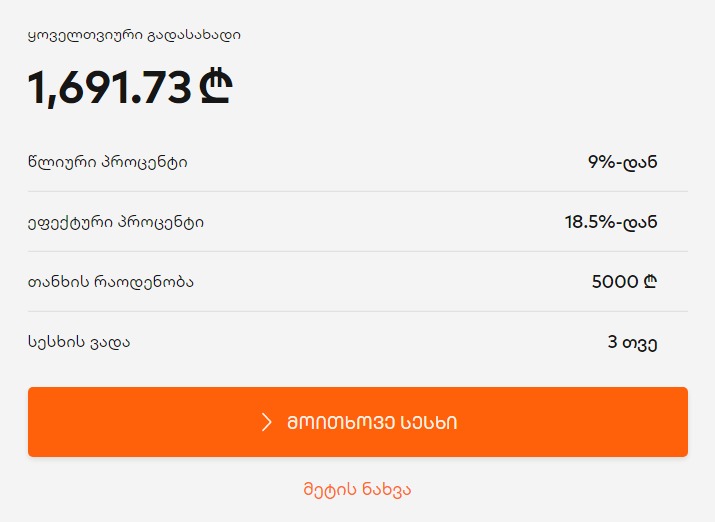 ყოველთვიური გადასახადი
1,691.73 ₾
წლიური პროცენტი 9%-დან
ეფექტური პროცენტი 18.5%-დან
თანხის რაოდენობა 5000 ₾
სესხის ვადა 3 თვე
მოითხოვე სესხი
მეტის ნახვა